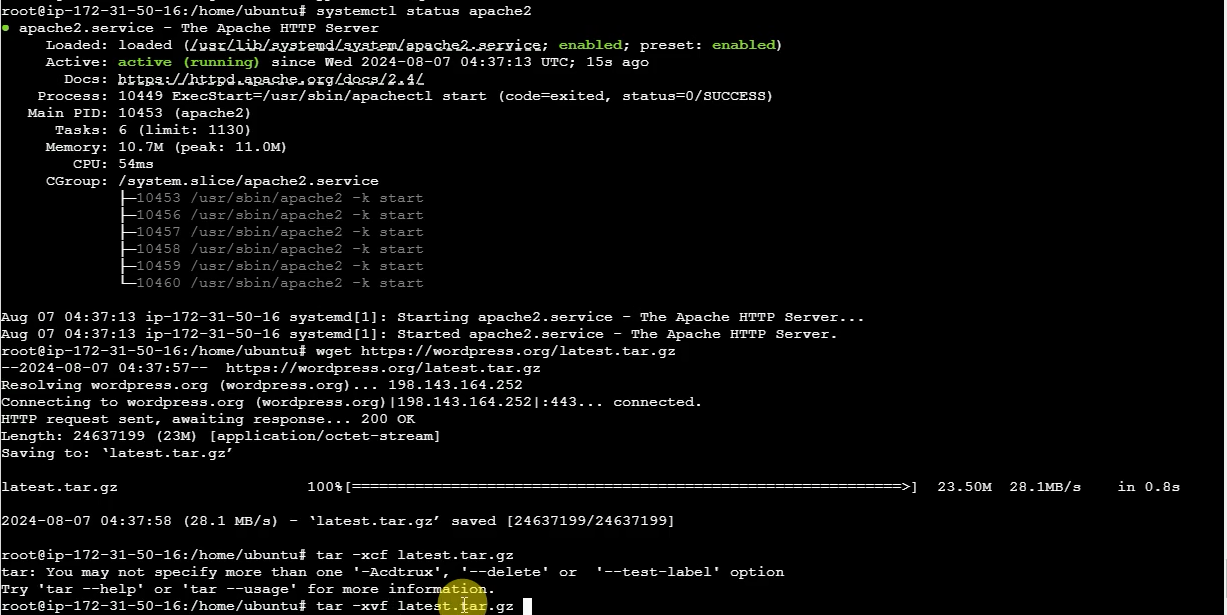 root@ip-172-31-50-16:/home/ubuntu# systemctl status apache2
● apache2.service - The Apache HTTP Server
Loaded: loaded (/usr/lib/systemd/system/apache2.service; enabled; preset: enabled)
Active: active (running) since Wed 2024-08-07 04:37:13 UTC; 15s ago
Docs: https://httpd.apache.org/docs/2.4/
Process: 10449 ExecStart=/usr/sbin/apachectl start (code=exited, status=0/SUCCESS)
Main PID: 10453 (apache2)
Tasks: 6 (limit: 1130)
Memory: 10.7M (peak: 11.0M)
CPU: 54ms
CGroup: /system.slice/apache2.service
├─10453 /usr/sbin/apache2 -k start
├─10456 /usr/sbin/apache2 -k start
├─10457 /usr/sbin/apache2 -k start
├─10458 /usr/sbin/apache2 -k start
├─10459 /usr/sbin/apache2 -k start
└─10460 /usr/sbin/apache2 -k start
Aug 07 04:37:13 ip-172-31-50-16 systemd[1]: Starting apache2.service - The Apache HTTP Server...
Aug 07 04:37:13 ip-172-31-50-16 systemd[1]: Started apache2.service - The Apache HTTP Server.
root@ip-172-31-50-16:/home/ubuntu# wget https://wordpress.org/latest.tar.gz
--2024-08-07 04:37:57-- https://wordpress.org/latest.tar.gz
Resolving wordpress.org (wordpress.org)... 198.143.164.252
Connecting to wordpress.org (wordpress.org)|198.143.164.252|:443... connected.
HTTP request sent, awaiting response... 200 OK
Length: 24637199 (23M) [application/octet-stream]
Saving to: ‘latest.tar.gz’
latest.tar.gz 100%[=============================================================>] 23.50M 28.1MB/s in 0.8s
2024-08-07 04:37:58 (28.1 MB/s) - ‘latest.tar.gz’ saved [24637199/24637199]
root@ip-172-31-50-16:/home/ubuntu# tar -xcf latest.tar.gz
tar: You may not specify more than one '-Acdtrux', '--delete' or '--test-label' option
Try 'tar --help' or 'tar --usage' for more information.
root@ip-172-31-50-16:/home/ubuntu# tar -xvf latest.tar.gz